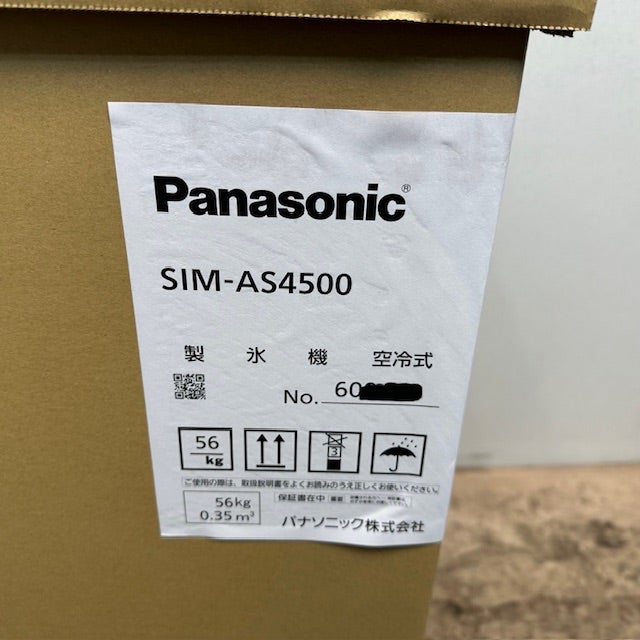 Panasonic®
SIM-AS4500
製氷機 空冷式
No. 60
56
kg
3
ご使用の際は、取扱説明書をよくお読みのうえ正しくお使いください。
56kg
0.35m³
保証書在中
パナソニック株式会社